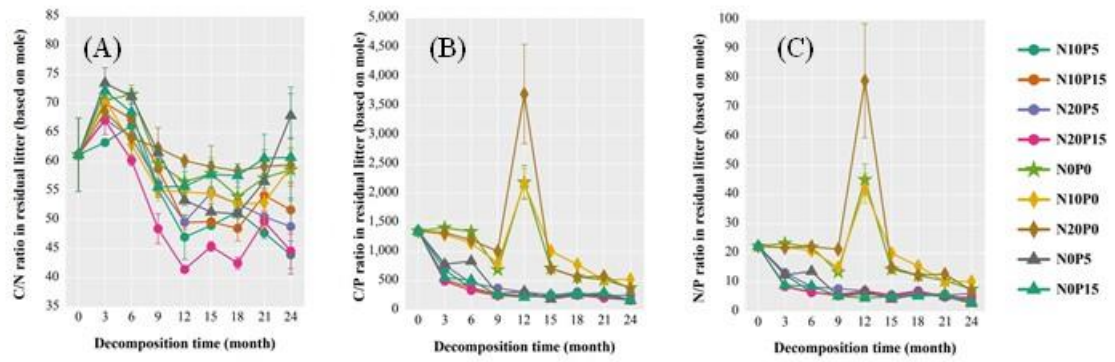 (A)
C/N ratio in residual litter (based on mole)
85
80
75
70
65
60
55
50
45
40
35
0 3 6 9 12 15 18 21 24
Decomposition time (month)
(B)
C/P ratio in residual litter (based on mole)
5,000
4,500
4,000
3,500
3,000
2,500
2,000
1,500
1,000
500
0
0 3 6 9 12 15 18 21 24
Decomposition time (month)
(C)
N/P ratio in residual litter (based on mole)
100
90
80
70
60
50
40
30
20
10
0
0 3 6 9 12 15 18 21 24
Decomposition time (month)
N10P5
N10P15
N20P5
N20P15
N0P0
N10P0
N20P0
N0P5
N0P15